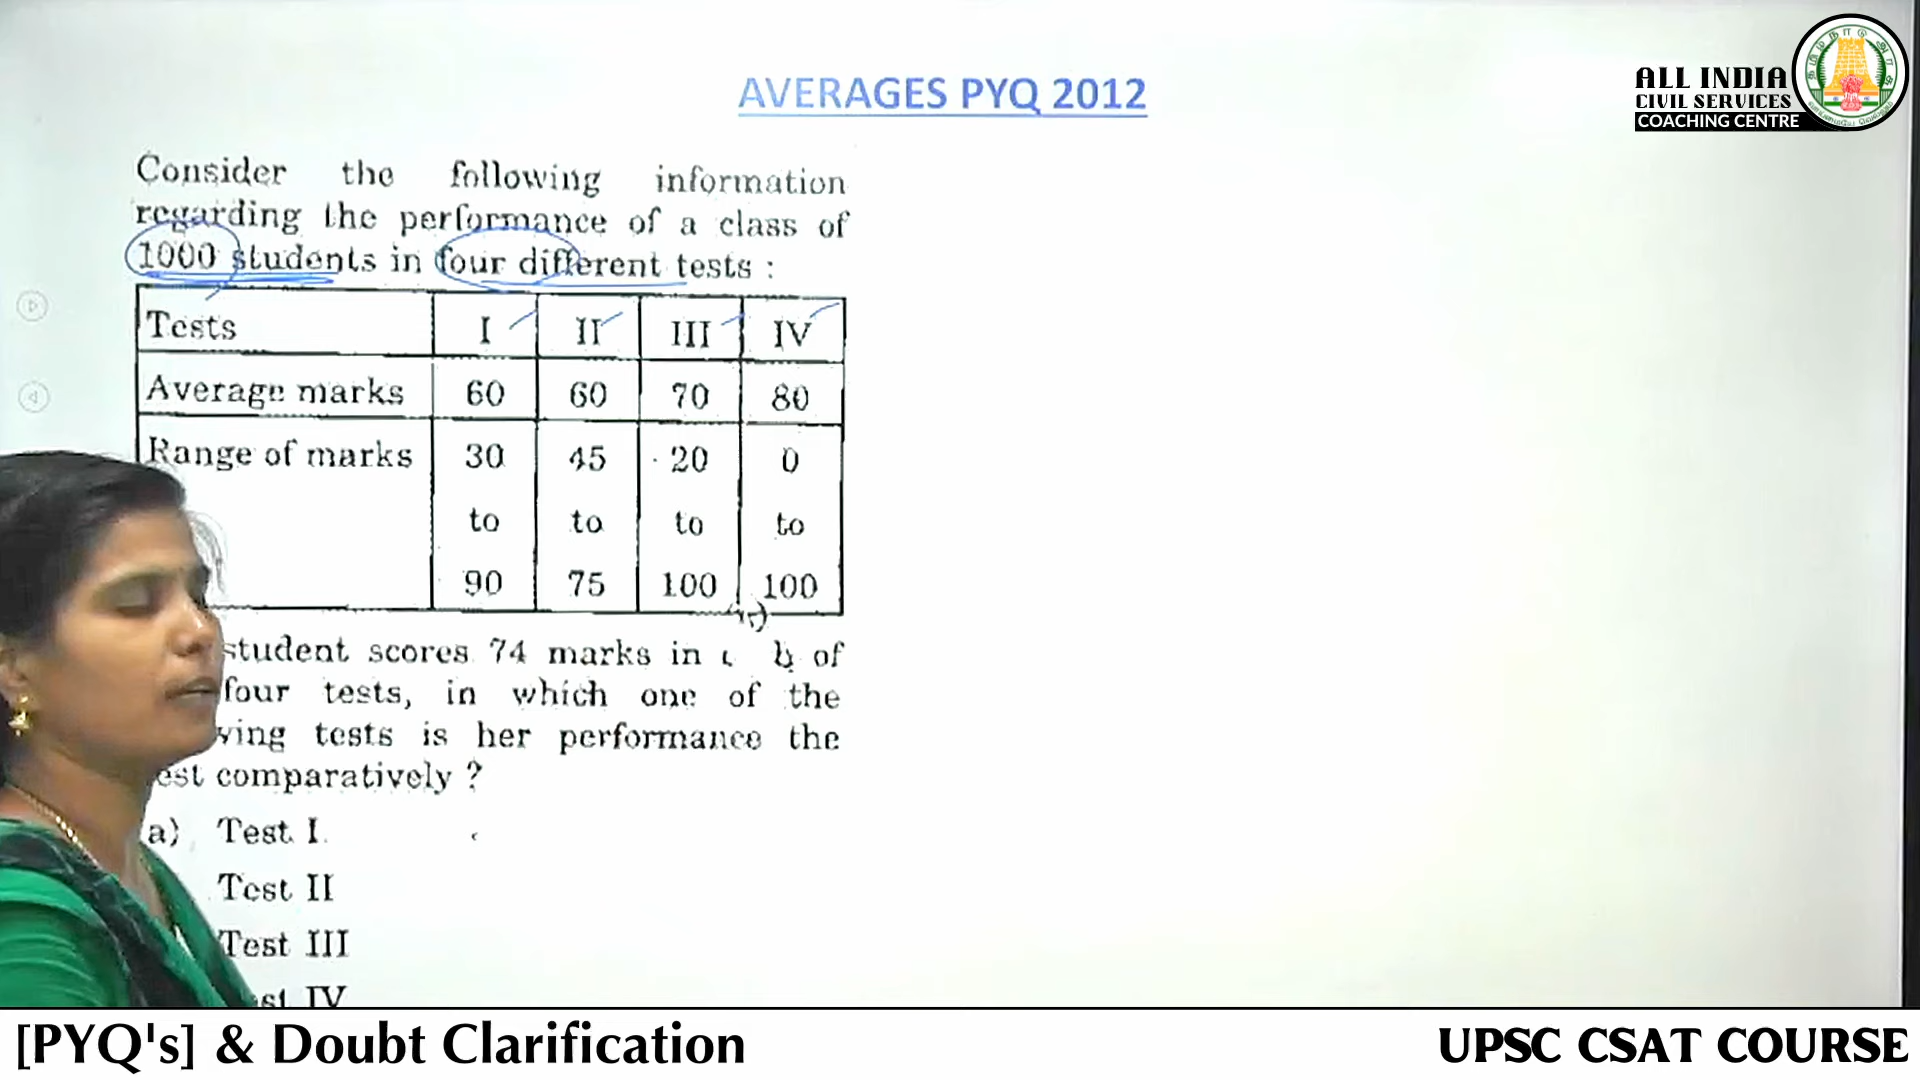 AVERAGES PYQ 2012
ALL INDIA
CIVIL SERVICES
COACHING CENTRE
Consider the following information
regarding the performance of a class of
1000 students in four different tests :
Tests I II III IV
Average marks 60 60 70 80
Range of marks 30 45 20 0
to to to to
90 75 100 100
student scores 74 marks in of
four tests, in which one of the
tests is her performance the
comparatively ?
a) Test I
Test II
Test III
IV
[PYQ's] & Doubt Clarification
UPSC CSAT COURSE